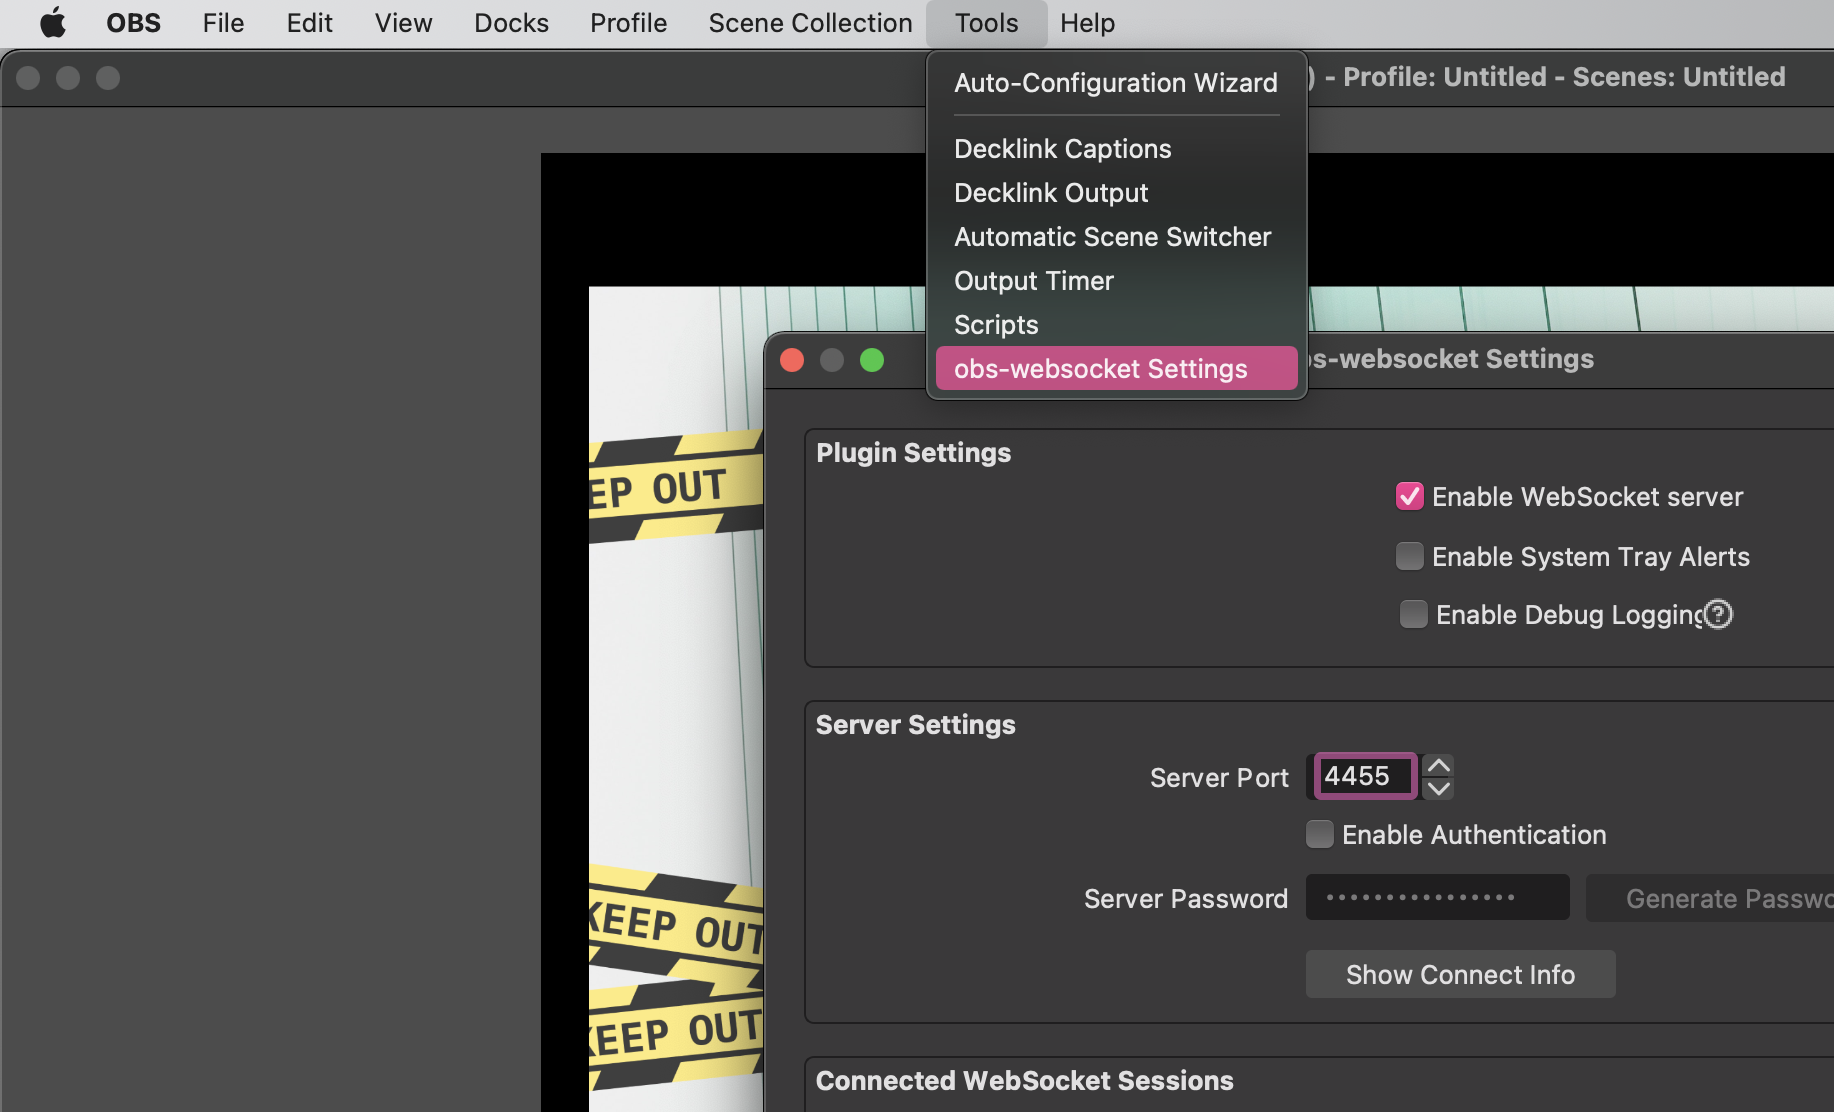 OBS File Edit View Docks Profile Scene Collection Tools Help
) - Profile: Untitled - Scenes: Untitled
Auto-Configuration Wizard
Decklink Captions
Decklink Output
Automatic Scene Switcher
Output Timer
Scripts
obs-websocket Settings
s-websocket Settings
Plugin Settings
Enable WebSocket server
Enable System Tray Alerts
Enable Debug Logging
Server Settings
Server Port 4455
Enable Authentication
Server Password ················ Generate Passwo
Show Connect Info
Connected WebSocket Sessions
EP OUT
KEEP OUT
KEEP OUT